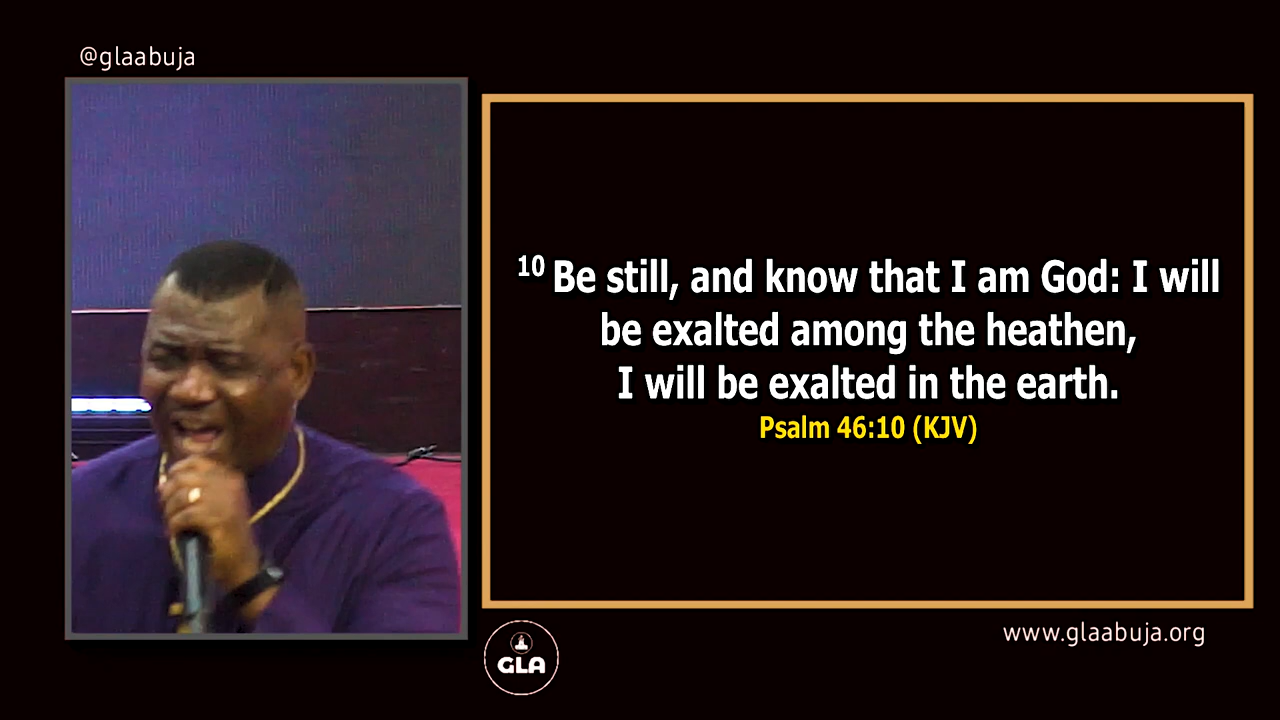 @glaabuja
10 Be still, and know that I am God: I will
be exalted among the heathen,
I will be exalted in the earth.
Psalm 46:10 (KJV)
www.glaabuja.org
GLA